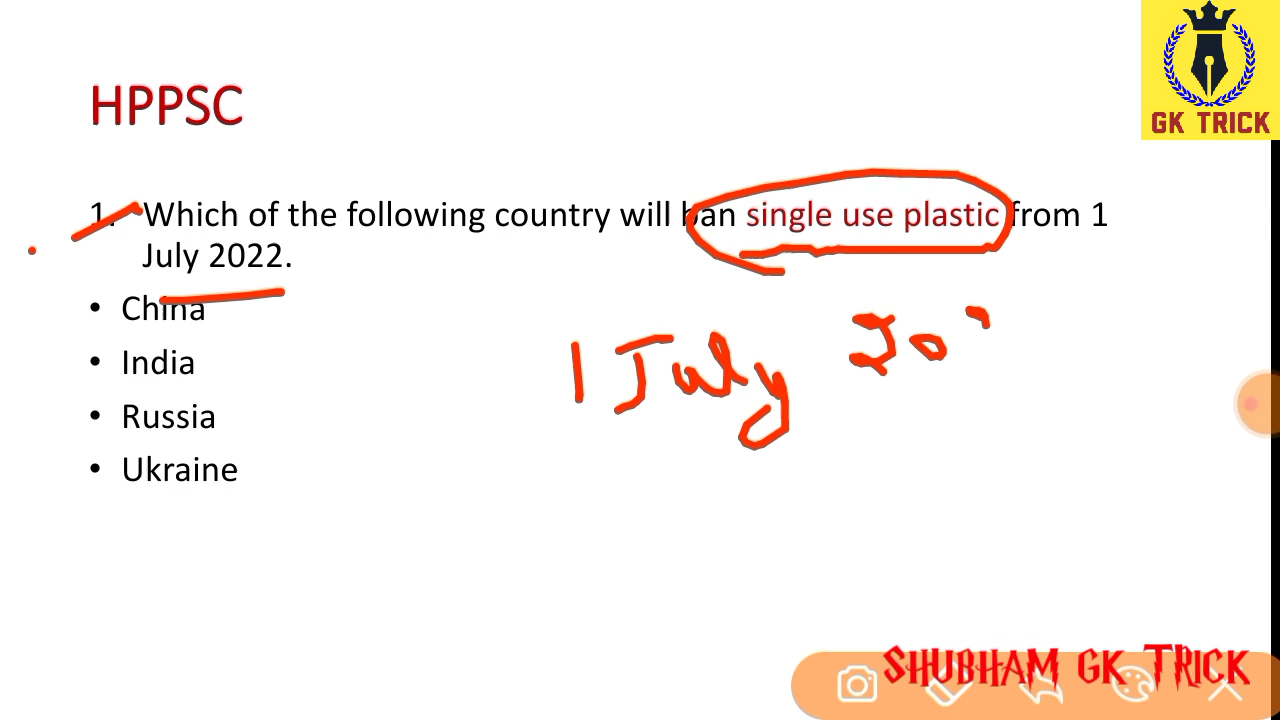 GK TRICK
HPPSC
1. Which of the following country will ban single use plastic from 1
July 2022.
• China
• India
• Russia
• Ukraine
1 July 20
SHUBHAM GK TRICK